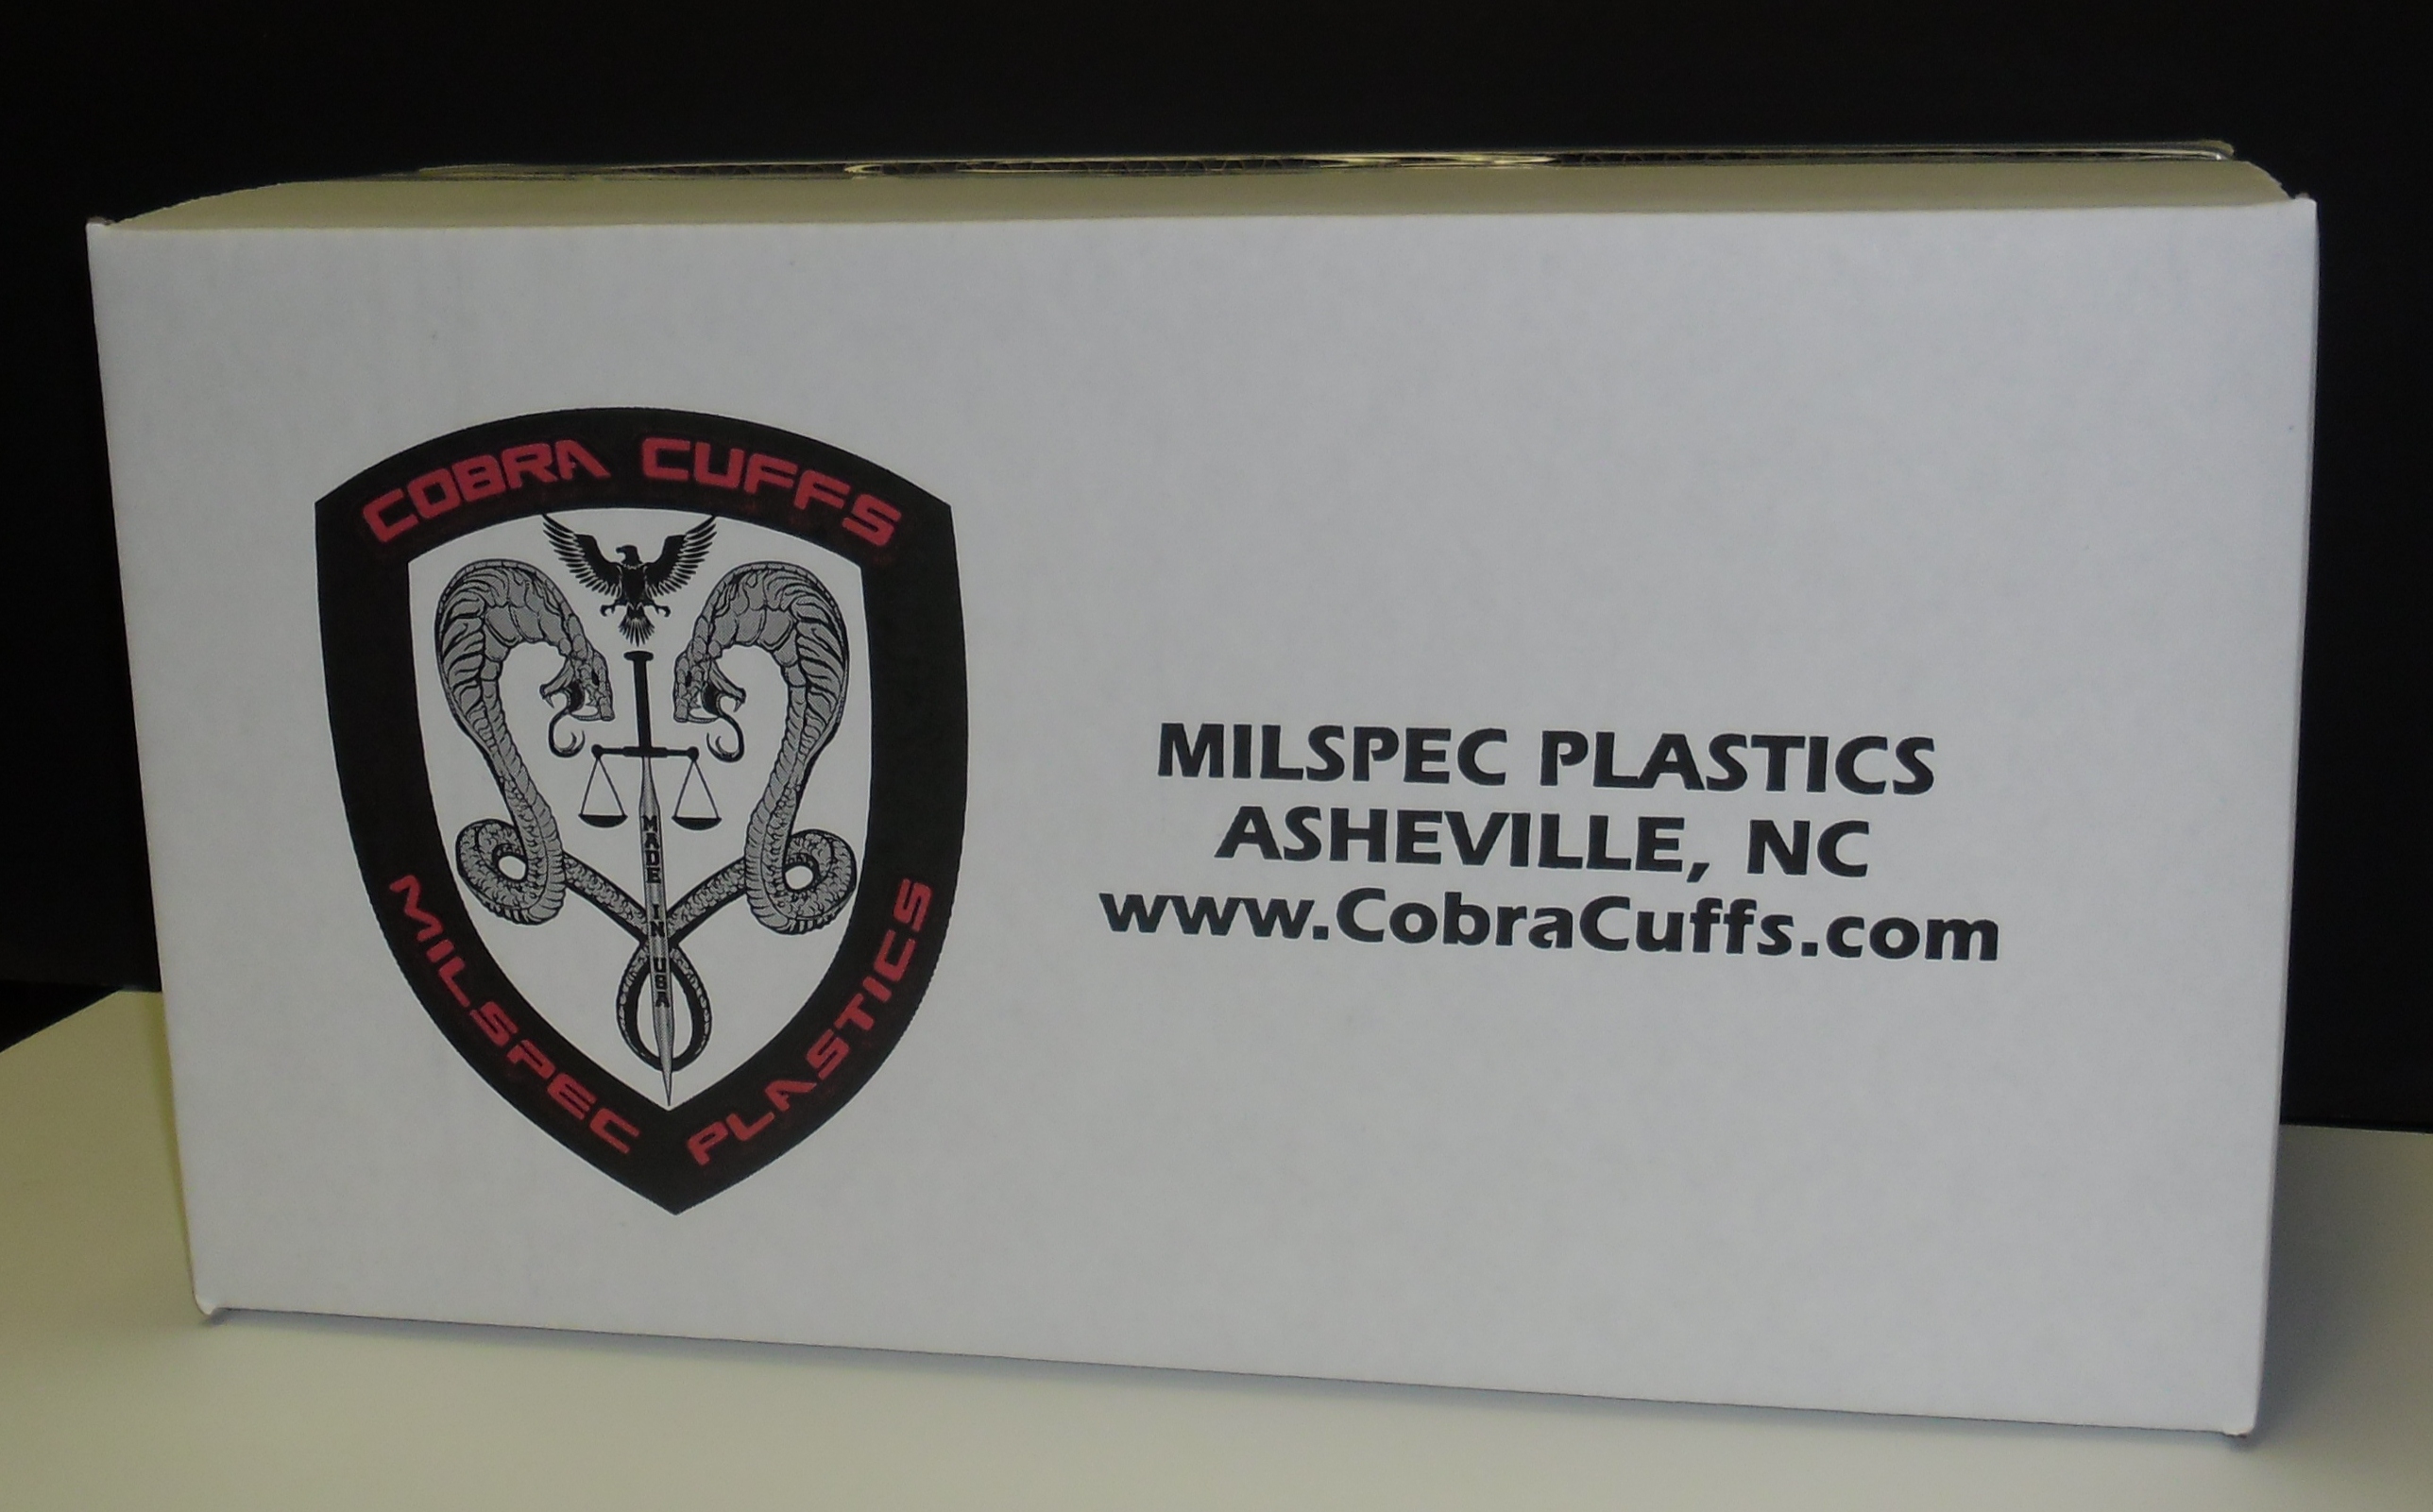 COBRA CUFFS
MADE IN USA
MILSPEC PLASTICS
MILSPEC PLASTICS
ASHEVILLE, NC
www.CobraCuffs.com